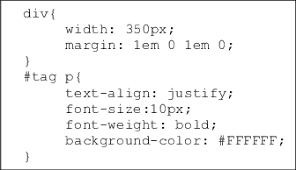 div{
width: 350px;
margin: 1em 0 1em 0;
}
#tag p{
text-align: justify;
font-size:10px;
font-weight: bold;
background-color: #FFFFFF;
}